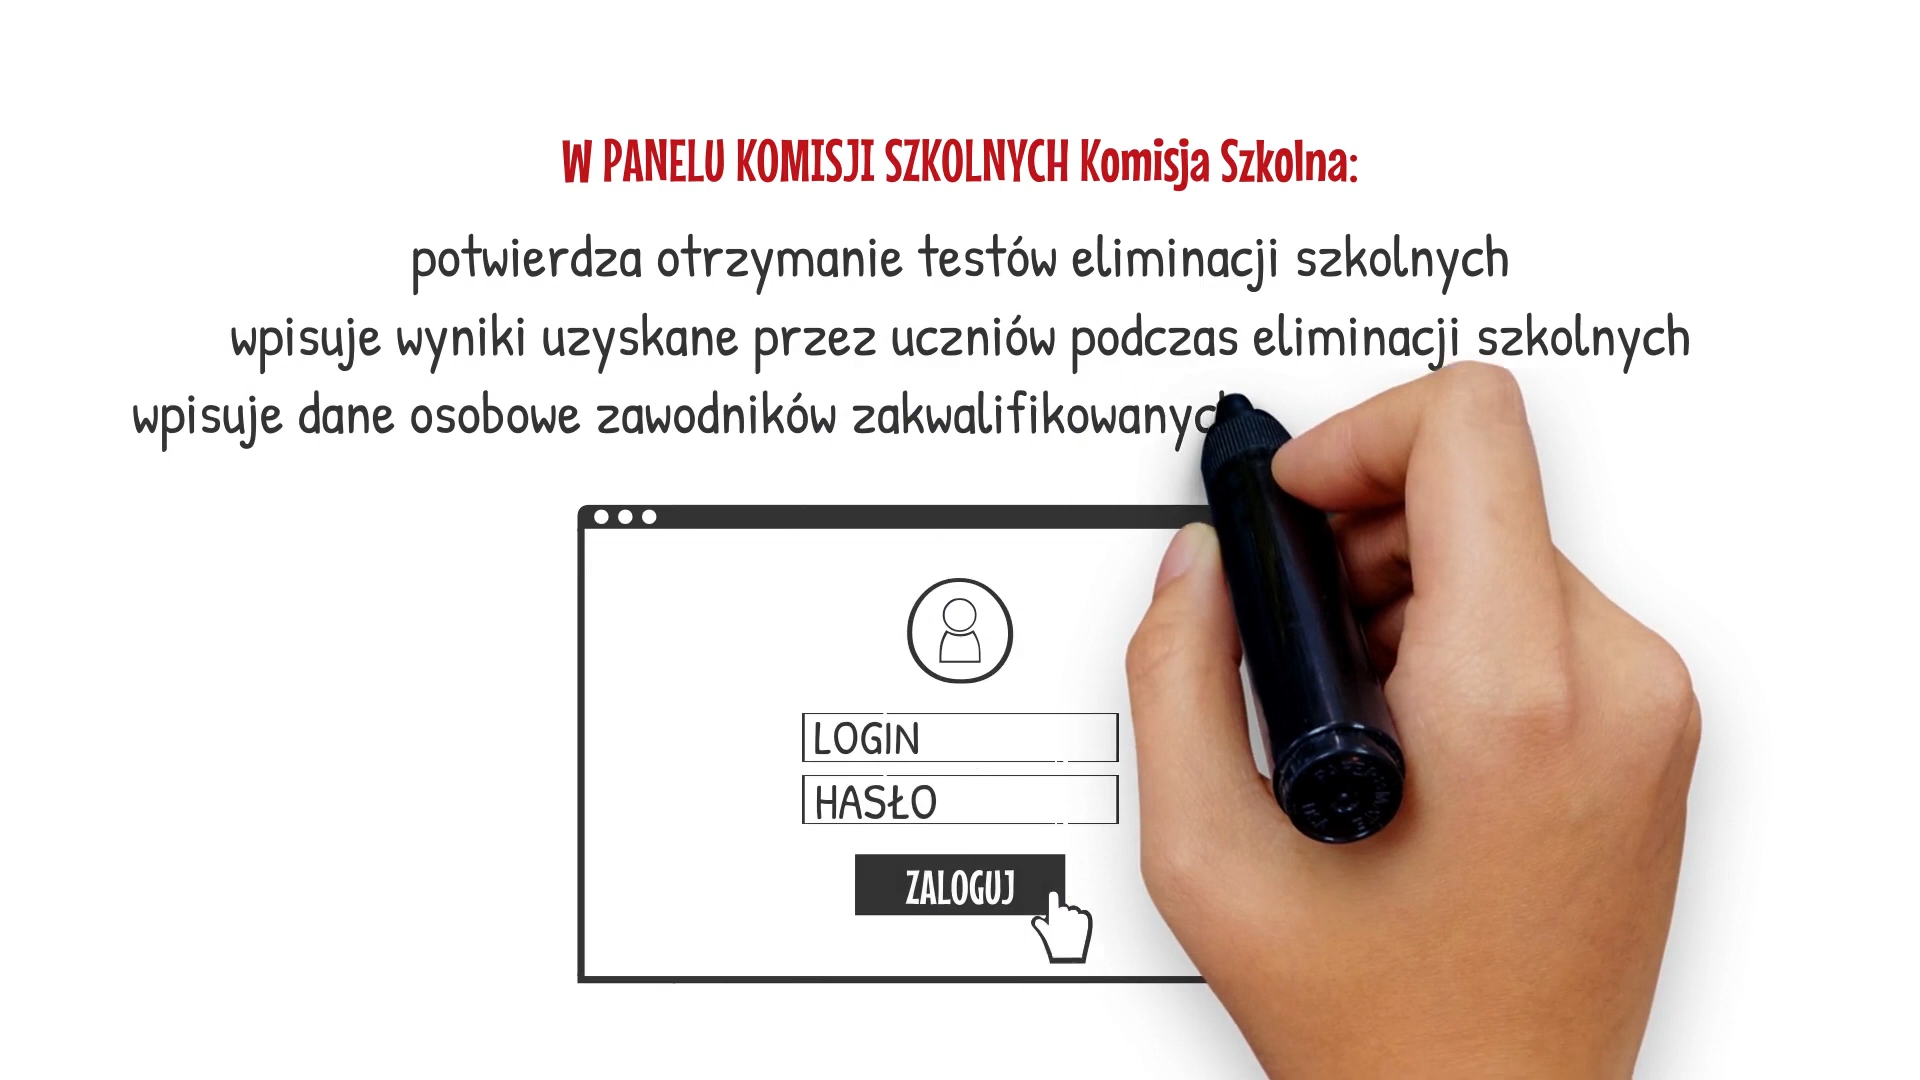 W PANELU KOMISJI SZKOLNYCH Komisja Szkolna:
potwierdza otrzymanie testów eliminacji szkolnych
wpisuje wyniki uzyskane przez uczniów podczas eliminacji szkolnych
wpisuje dane osobowe zawodników zakwalifikowanych
LOGIN
HASŁO
ZALOGUJ